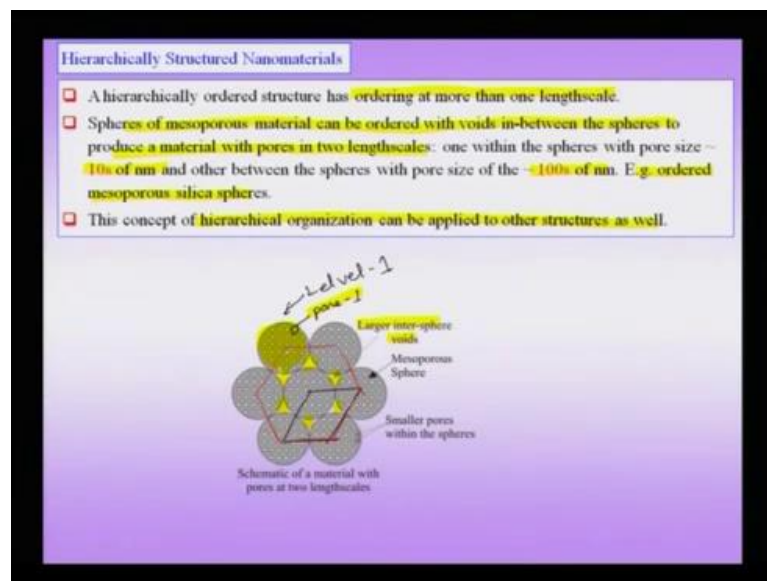 Hierarchically Structured Nanomaterials
A hierarchically ordered structure has ordering at more than one lengthscale.
Spheres of mesoporous material can be ordered with voids in-between the spheres to
produce a material with pores in two lengthscales: one within the spheres with pore size ~
10s of nm and other between the spheres with pore size of the ~100s of nm. E.g. ordered
mesoporous silica spheres.
This concept of hierarchical organization can be applied to other structures as well.
Lelvel-1
pore-1
Larger inter-sphere
voids
Mesoporous
Sphere
Smaller pores
within the spheres
Schematic of a material with
pores at two lengthscales